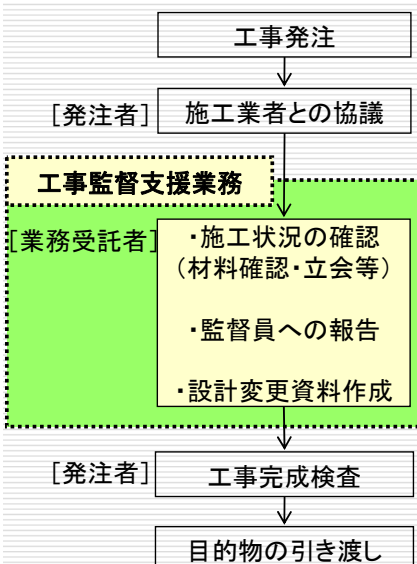 工事発注
[発注者]
施工業者との協議
工事監督支援業務
[業務受託者]
・施工状況の確認
（材料確認・立会等）
・監督員への報告
・設計変更資料作成
[発注者]
工事完成検査
目的物の引き渡し